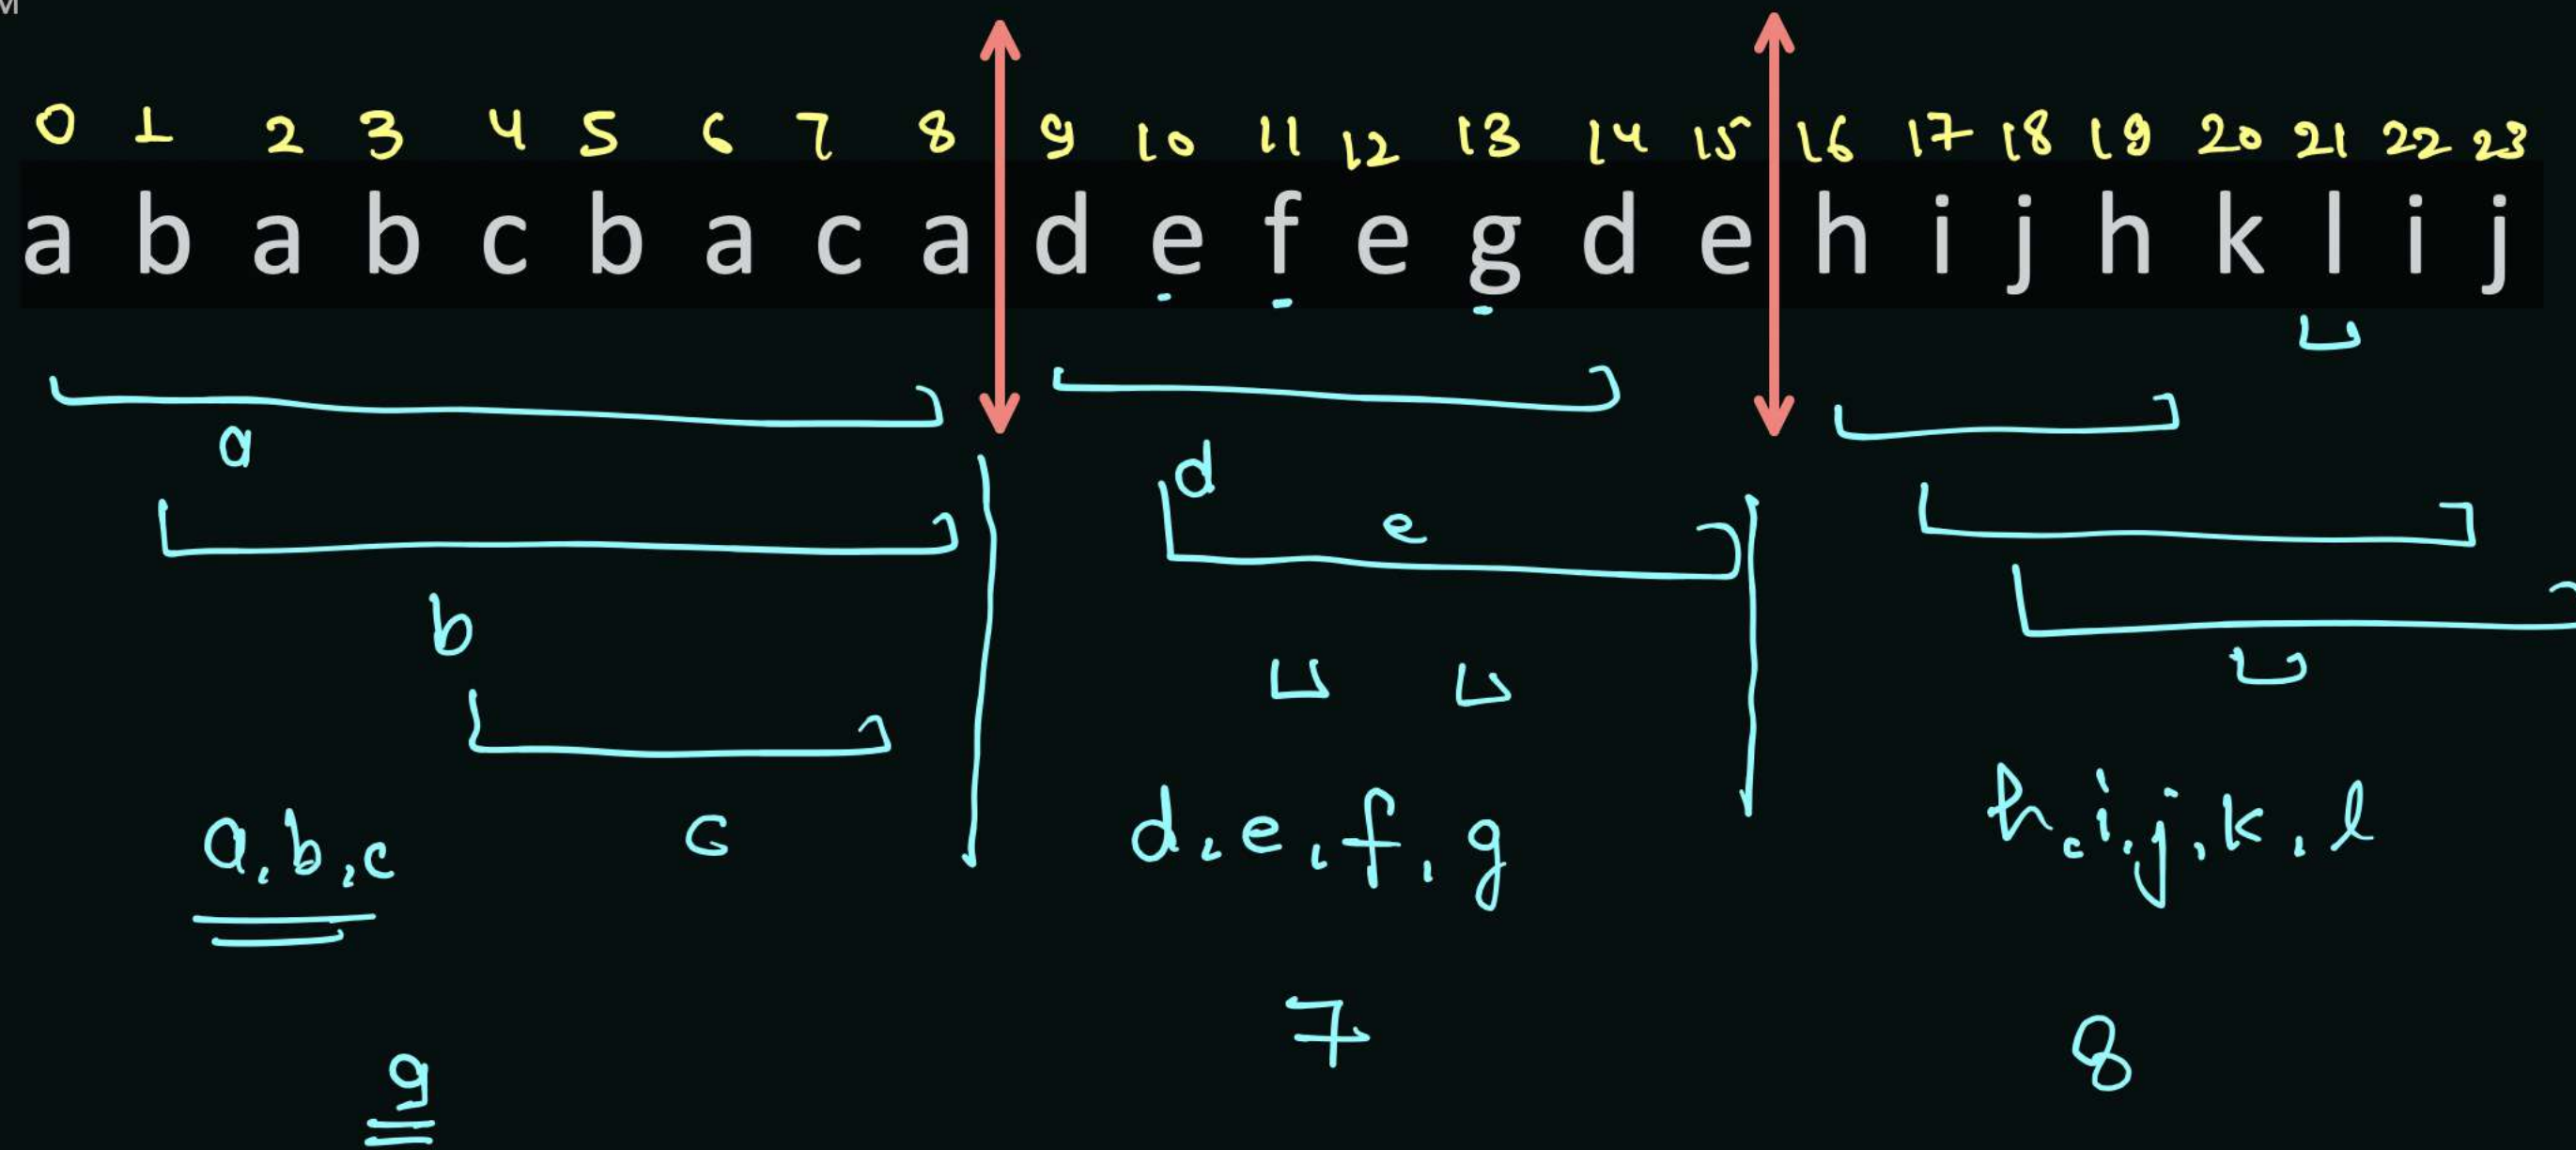 M
0 1 2 3 4 5 6 7 8 9 10 11 12 13 14 15 16 17 18 19 20 21 22 23
a b a b c b a c a d e f e g d e h i j h k l i j
a
d
e
b
a,b,c c d,e,f,g h,i,j,k,l
9 7 8